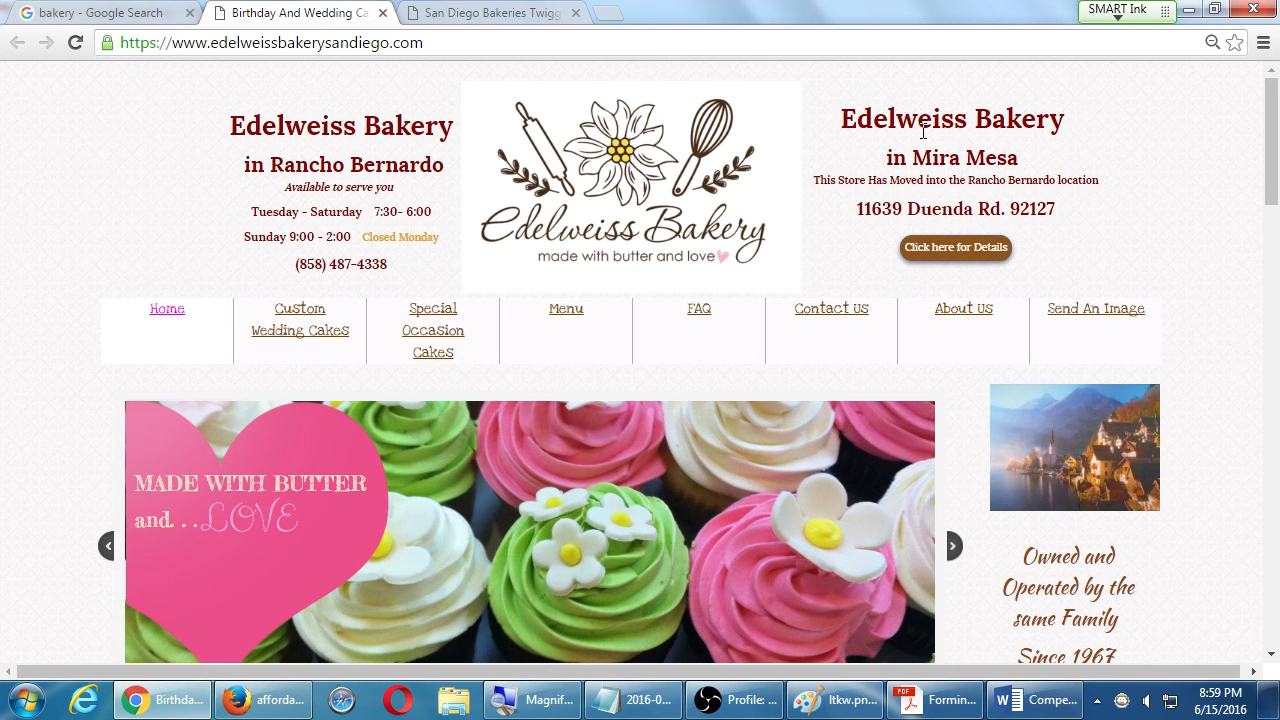 bakery - Google Search
Birthday And Wedding Ca
San Diego Bakeries Twigg
SMART Ink
https://www.edelweissbakerysandiego.com
Edelweiss Bakery
in Rancho Bernardo
Available to serve you
Tuesday - Saturday 7:30- 6:00
Sunday 9:00 - 2:00 Closed Monday
(858) 487-4338
Edelweiss Bakery
made with butter and love
Edelweiss Bakery
in Mira Mesa
This Store Has Moved into the Rancho Bernardo location
11639 Duenda Rd. 92127
Click here for Details
Home
Custom
Wedding Cakes
Special
Occasion
Cakes
Menu
FAQ
Contact Us
About Us
Send An Image
MADE WITH BUTTER
and. . .LOVE
Owned and
Operated by the
same Family
Since 1967
Birthda...
afforda...
Magnif...
2016-0...
Profile: ...
ltkw.pn...
PDF
Formin...
Compe...
8:59 PM
6/15/2016